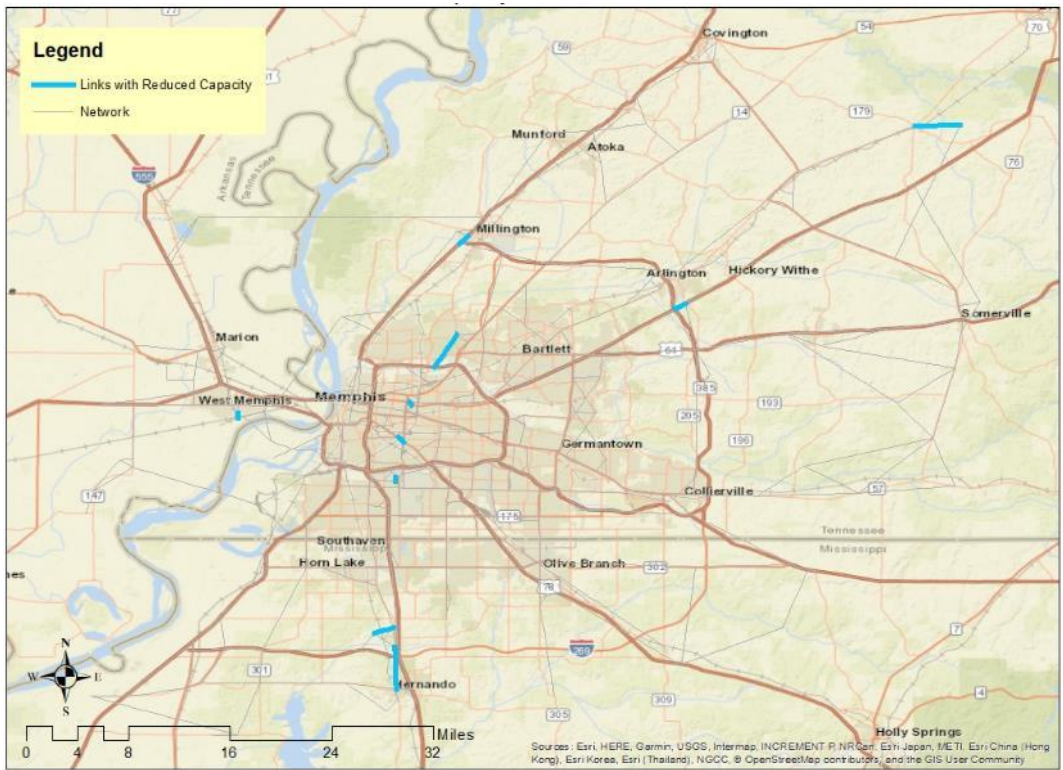 Legend
Links with Reduced Capacity
Network
Covington
54
70
59
14
179
Munford
Atoka
76
555
Arkansas
Tennessee
Millington
Arlington
Hickory Withe
Somerville
Marion
Bartlett
64
385
West Memphis
Memphis
193
205
Germantown
196
147
Collierville
57
175
Tennessee
Southaven
Mississippi
Mississippi
Horn Lake
Olive Branch
302
78
7
N
W
E
S
301
269
Hernando
4
309
305
Holly Springs
Miles
0
4
8
16
24
32
Sources: Esri, HERE, Garmin, USGS, Intermap, INCREMENT P, NRCan, Esri Japan, METI, Esri China (Hong
Kong), Esri Korea, Esri (Thailand), NGCC, © OpenStreetMap contributors, and the GIS User Community